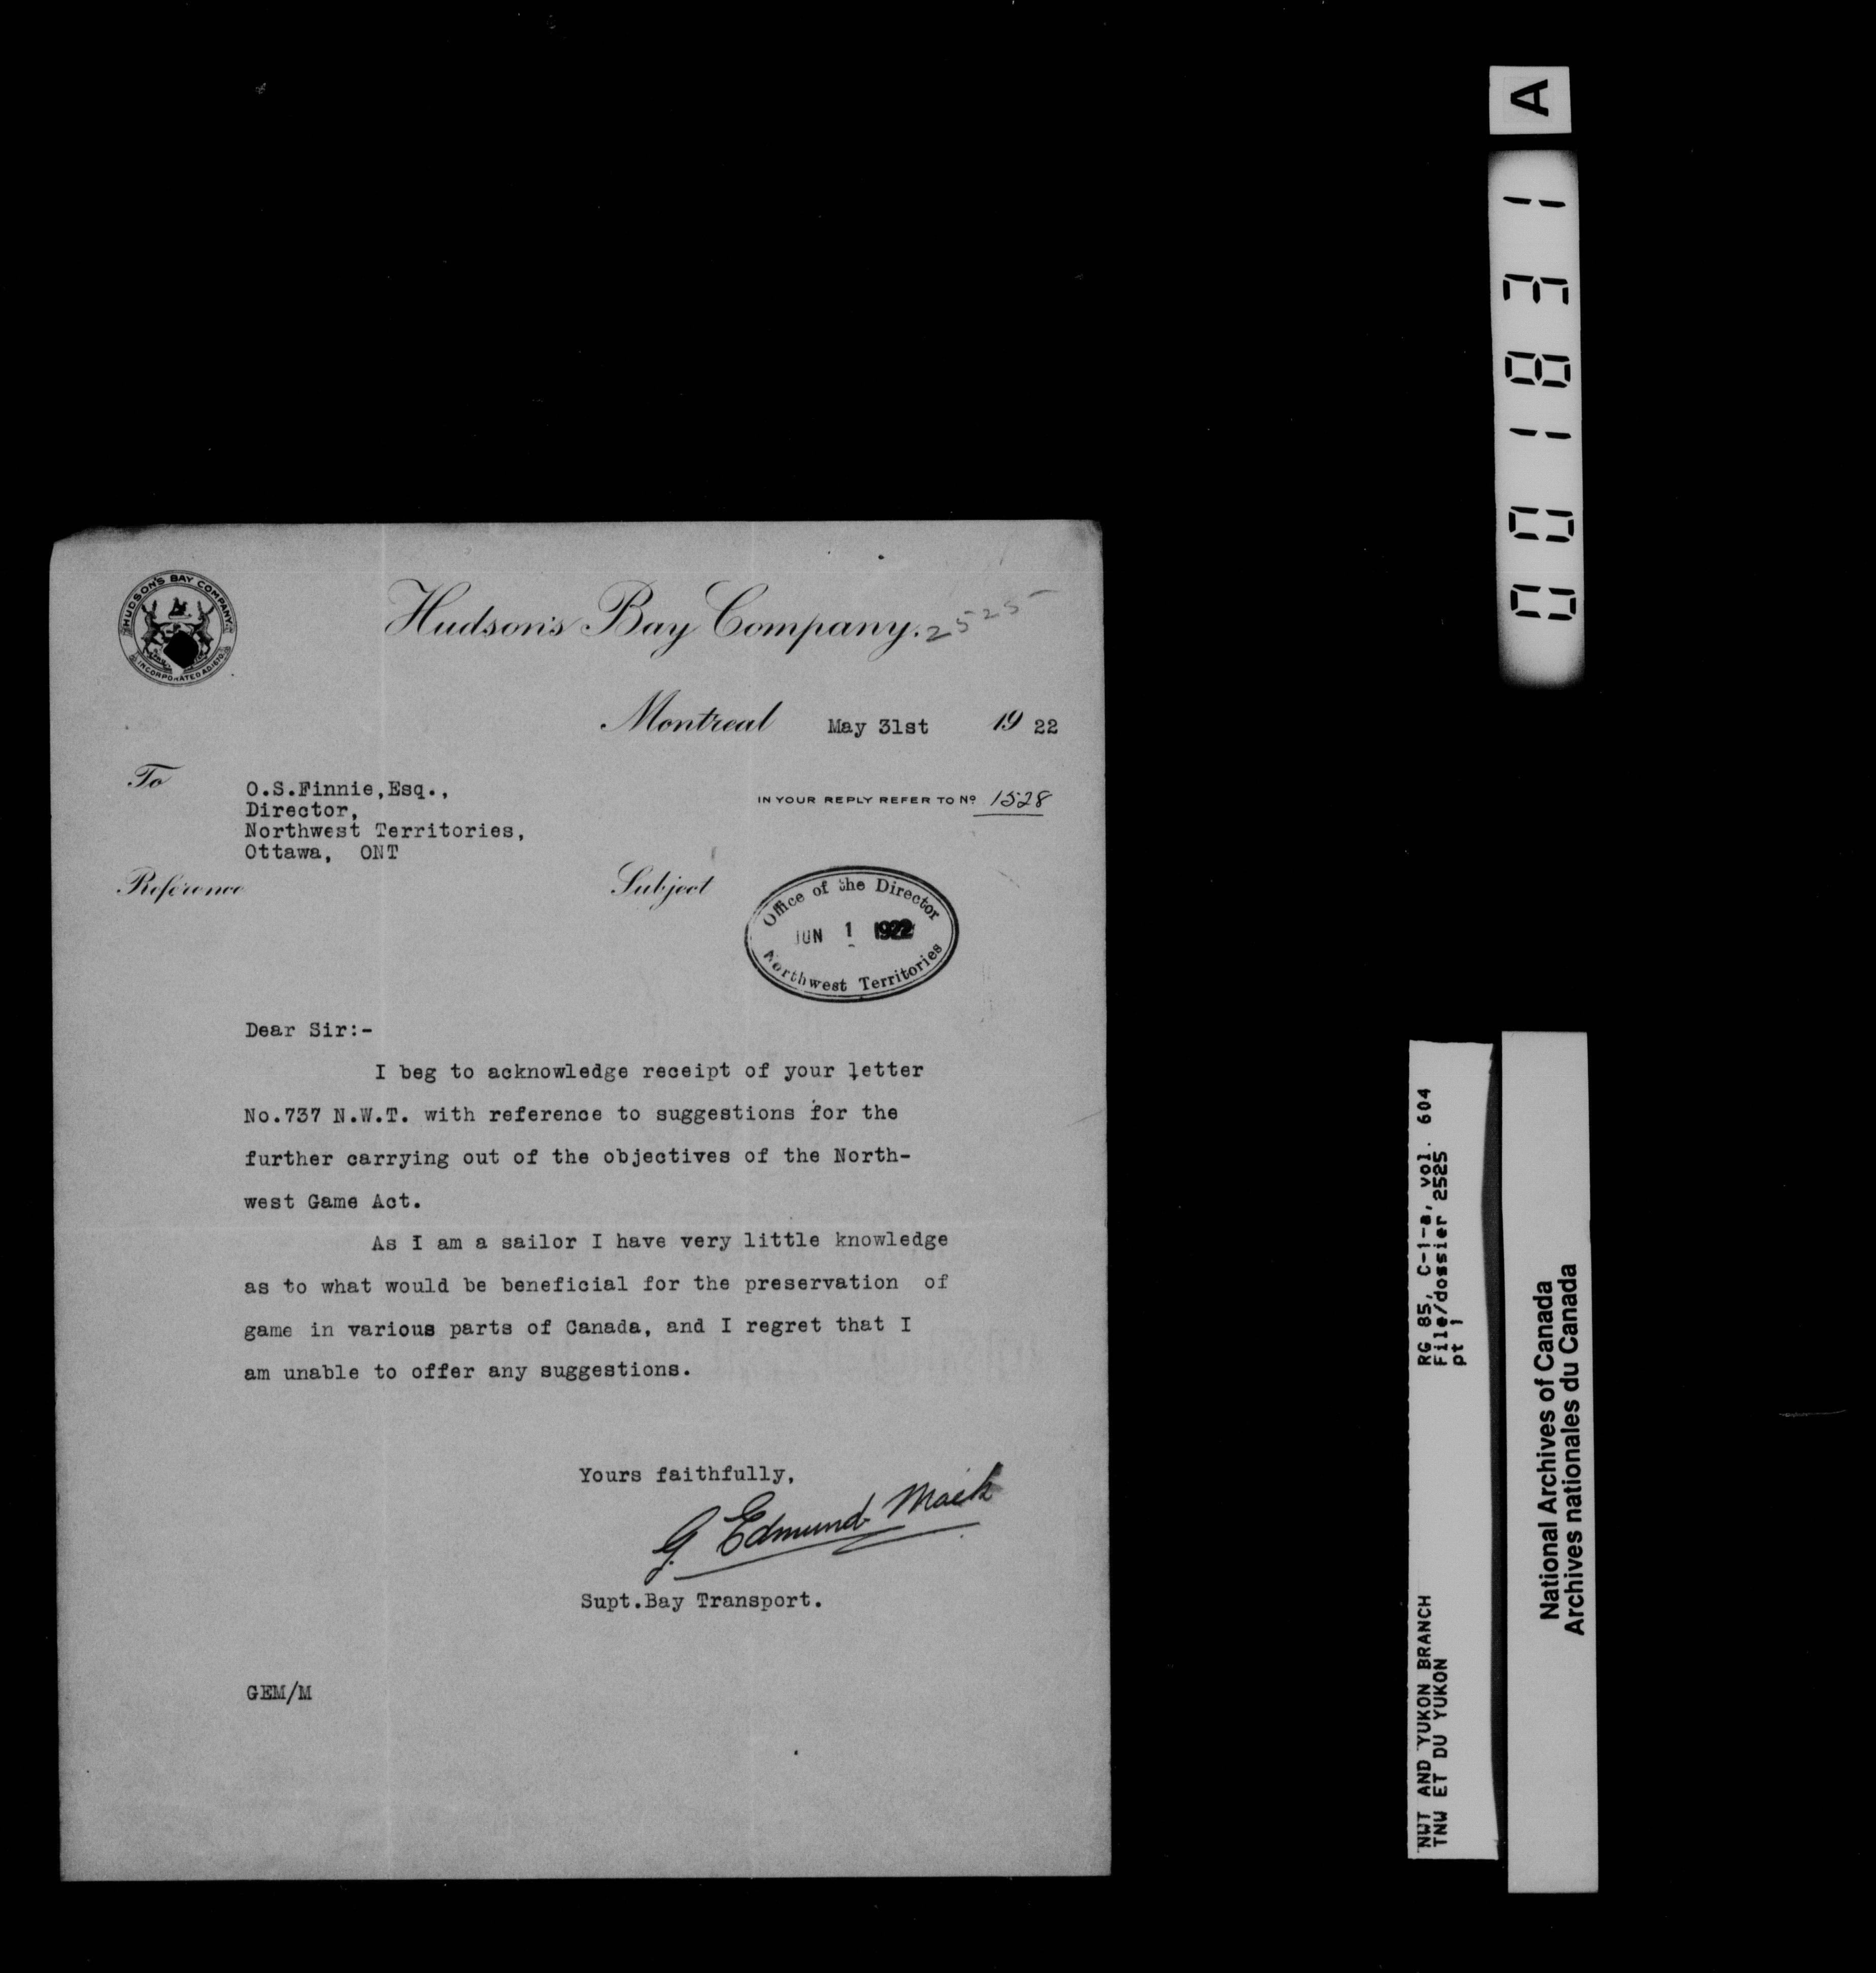 HUDSON'S BAY COMPANY.
INCORPORATED A.D. 1670.
Hudson's Bay Company. 2525
Montreal May 31st 1922
To
O.S.Finnie,Esq.,
Director,
Northwest Territories,
Ottawa, ONT
IN YOUR REPLY REFER TO No 1528
Reference
Subject
Office of the Director
JUN 1 1922
Northwest Territories
Dear Sir:-
I beg to acknowledge receipt of your letter
No.737 N.W.T. with reference to suggestions for the
further carrying out of the objectives of the North-
west Game Act.
As I am a sailor I have very little knowledge
as to what would be beneficial for the preservation of
game in various parts of Canada, and I regret that I
am unable to offer any suggestions.
Yours faithfully,
G. Edmund Mack
Supt.Bay Transport.
GEM/M
A
001831
RG 85, C-1-a, vol. 604
File/dossier 2525
pt 1
NWT AND YUKON BRANCH
TNW ET DU YUKON
National Archives of Canada
Archives nationales du Canada